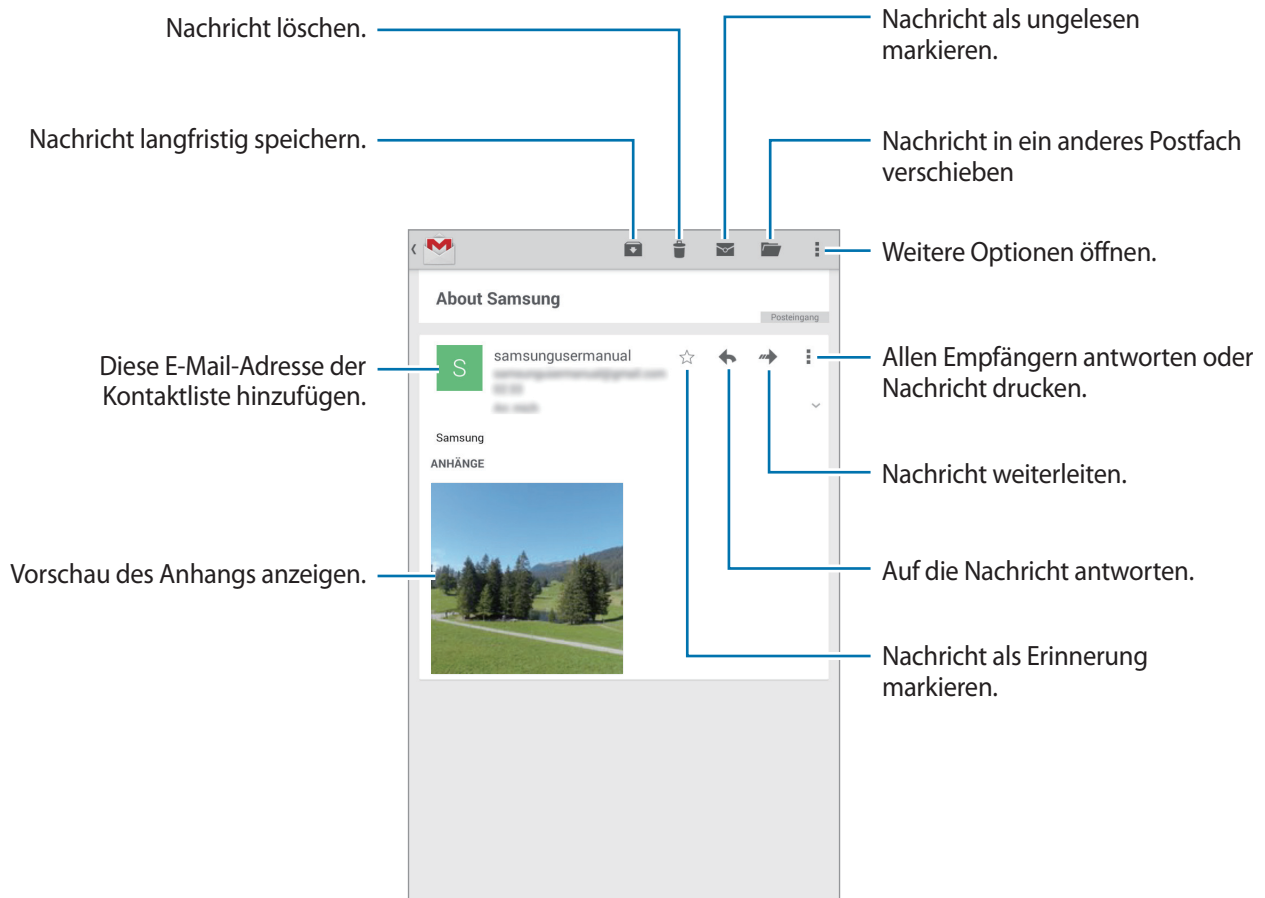 Nachricht löschen.
Nachricht als ungelesen
markieren.
Nachricht langfristig speichern.
Nachricht in ein anderes Postfach
verschieben
Weitere Optionen öffnen.
About Samsung
Posteingang
Diese E-Mail-Adresse der
Kontaktliste hinzufügen.
S
samsungusermanual
Allen Empfängern antworten oder
Nachricht drucken.
Samsung
ANHÄNGE
Nachricht weiterleiten.
Vorschau des Anhangs anzeigen.
Auf die Nachricht antworten.
Nachricht als Erinnerung
markieren.